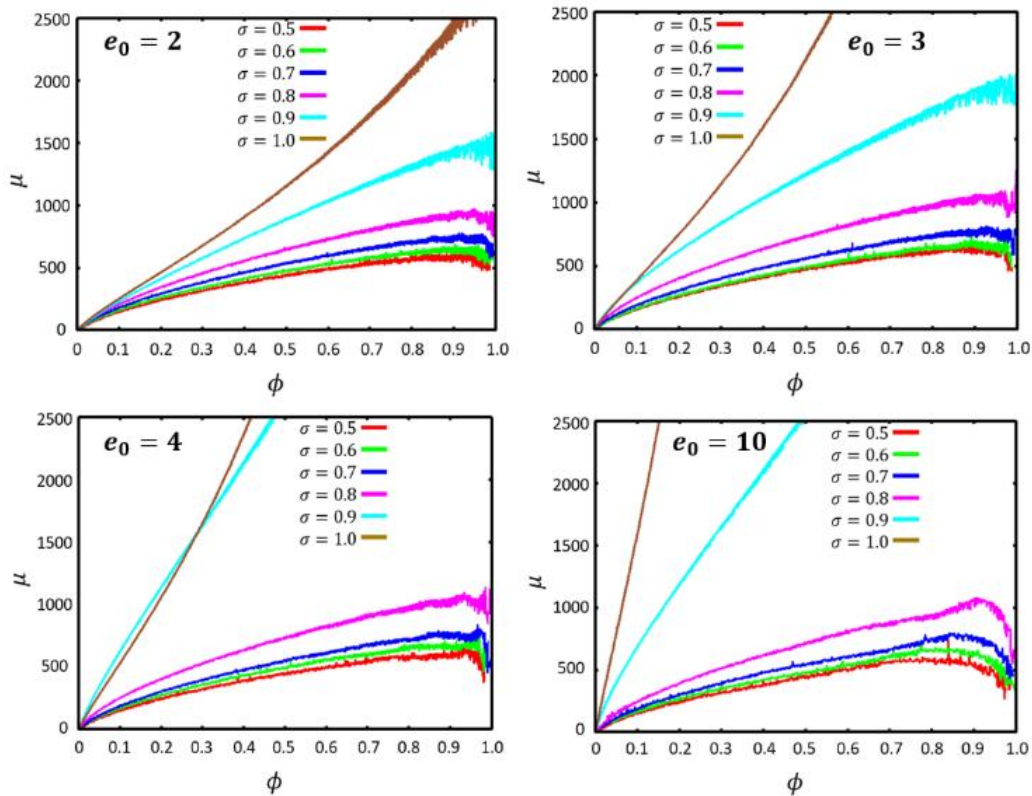 2500
e₀ = 2
σ = 0.5
σ = 0.6
2000
σ = 0.7
σ = 0.8
σ = 0.9
1500
σ = 1.0
μ
1000
500
0
0 0.1 0.2 0.3 0.4 0.5 0.6 0.7 0.8 0.9 1.0
ϕ
2500
σ = 0.5
e₀ = 3
σ = 0.6
2000
σ = 0.7
σ = 0.8
σ = 0.9
1500
σ = 1.0
μ
1000
500
0
0 0.1 0.2 0.3 0.4 0.5 0.6 0.7 0.8 0.9 1.0
ϕ
2500
e₀ = 4
σ = 0.5
σ = 0.6
2000
σ = 0.7
σ = 0.8
σ = 0.9
1500
σ = 1.0
μ
1000
500
0
0 0.1 0.2 0.3 0.4 0.5 0.6 0.7 0.8 0.9 1.0
ϕ
2500
e₀ = 10
σ = 0.5
σ = 0.6
2000
σ = 0.7
σ = 0.8
σ = 0.9
1500
σ = 1.0
μ
1000
500
0
0 0.1 0.2 0.3 0.4 0.5 0.6 0.7 0.8 0.9 1.0
ϕ